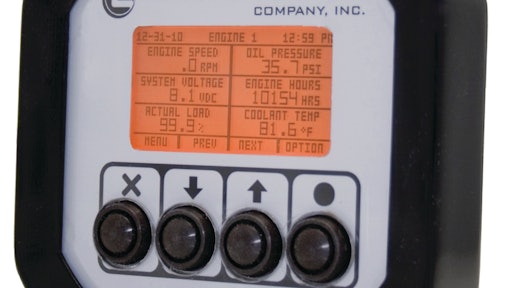 COMPANY, INC.
12-31-10 ENGINE 1 12:59 PM
ENGINE SPEED OIL PRESSURE
.0 RPM 35.7 PSI
SYSTEM VOLTAGE ENGINE HOURS
8.1 VDC 10154 HRS
ACTUAL LOAD COOLANT TEMP
99.9 % 81.6 °F
MENU PREV NEXT OPTION